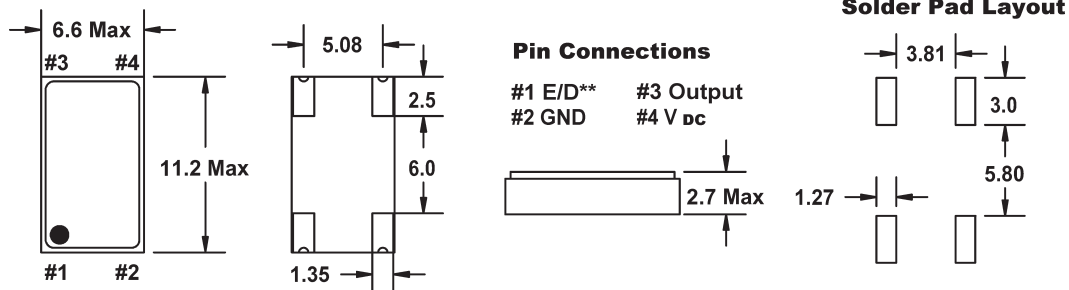 Solder Pad Layout
6.6 Max
#3 #4
11.2 Max
#1 #2
5.08
2.5
6.0
1.35
Pin Connections
#1 E/D** #3 Output
#2 GND #4 V DC
2.7 Max
3.81
3.0
5.80
1.27